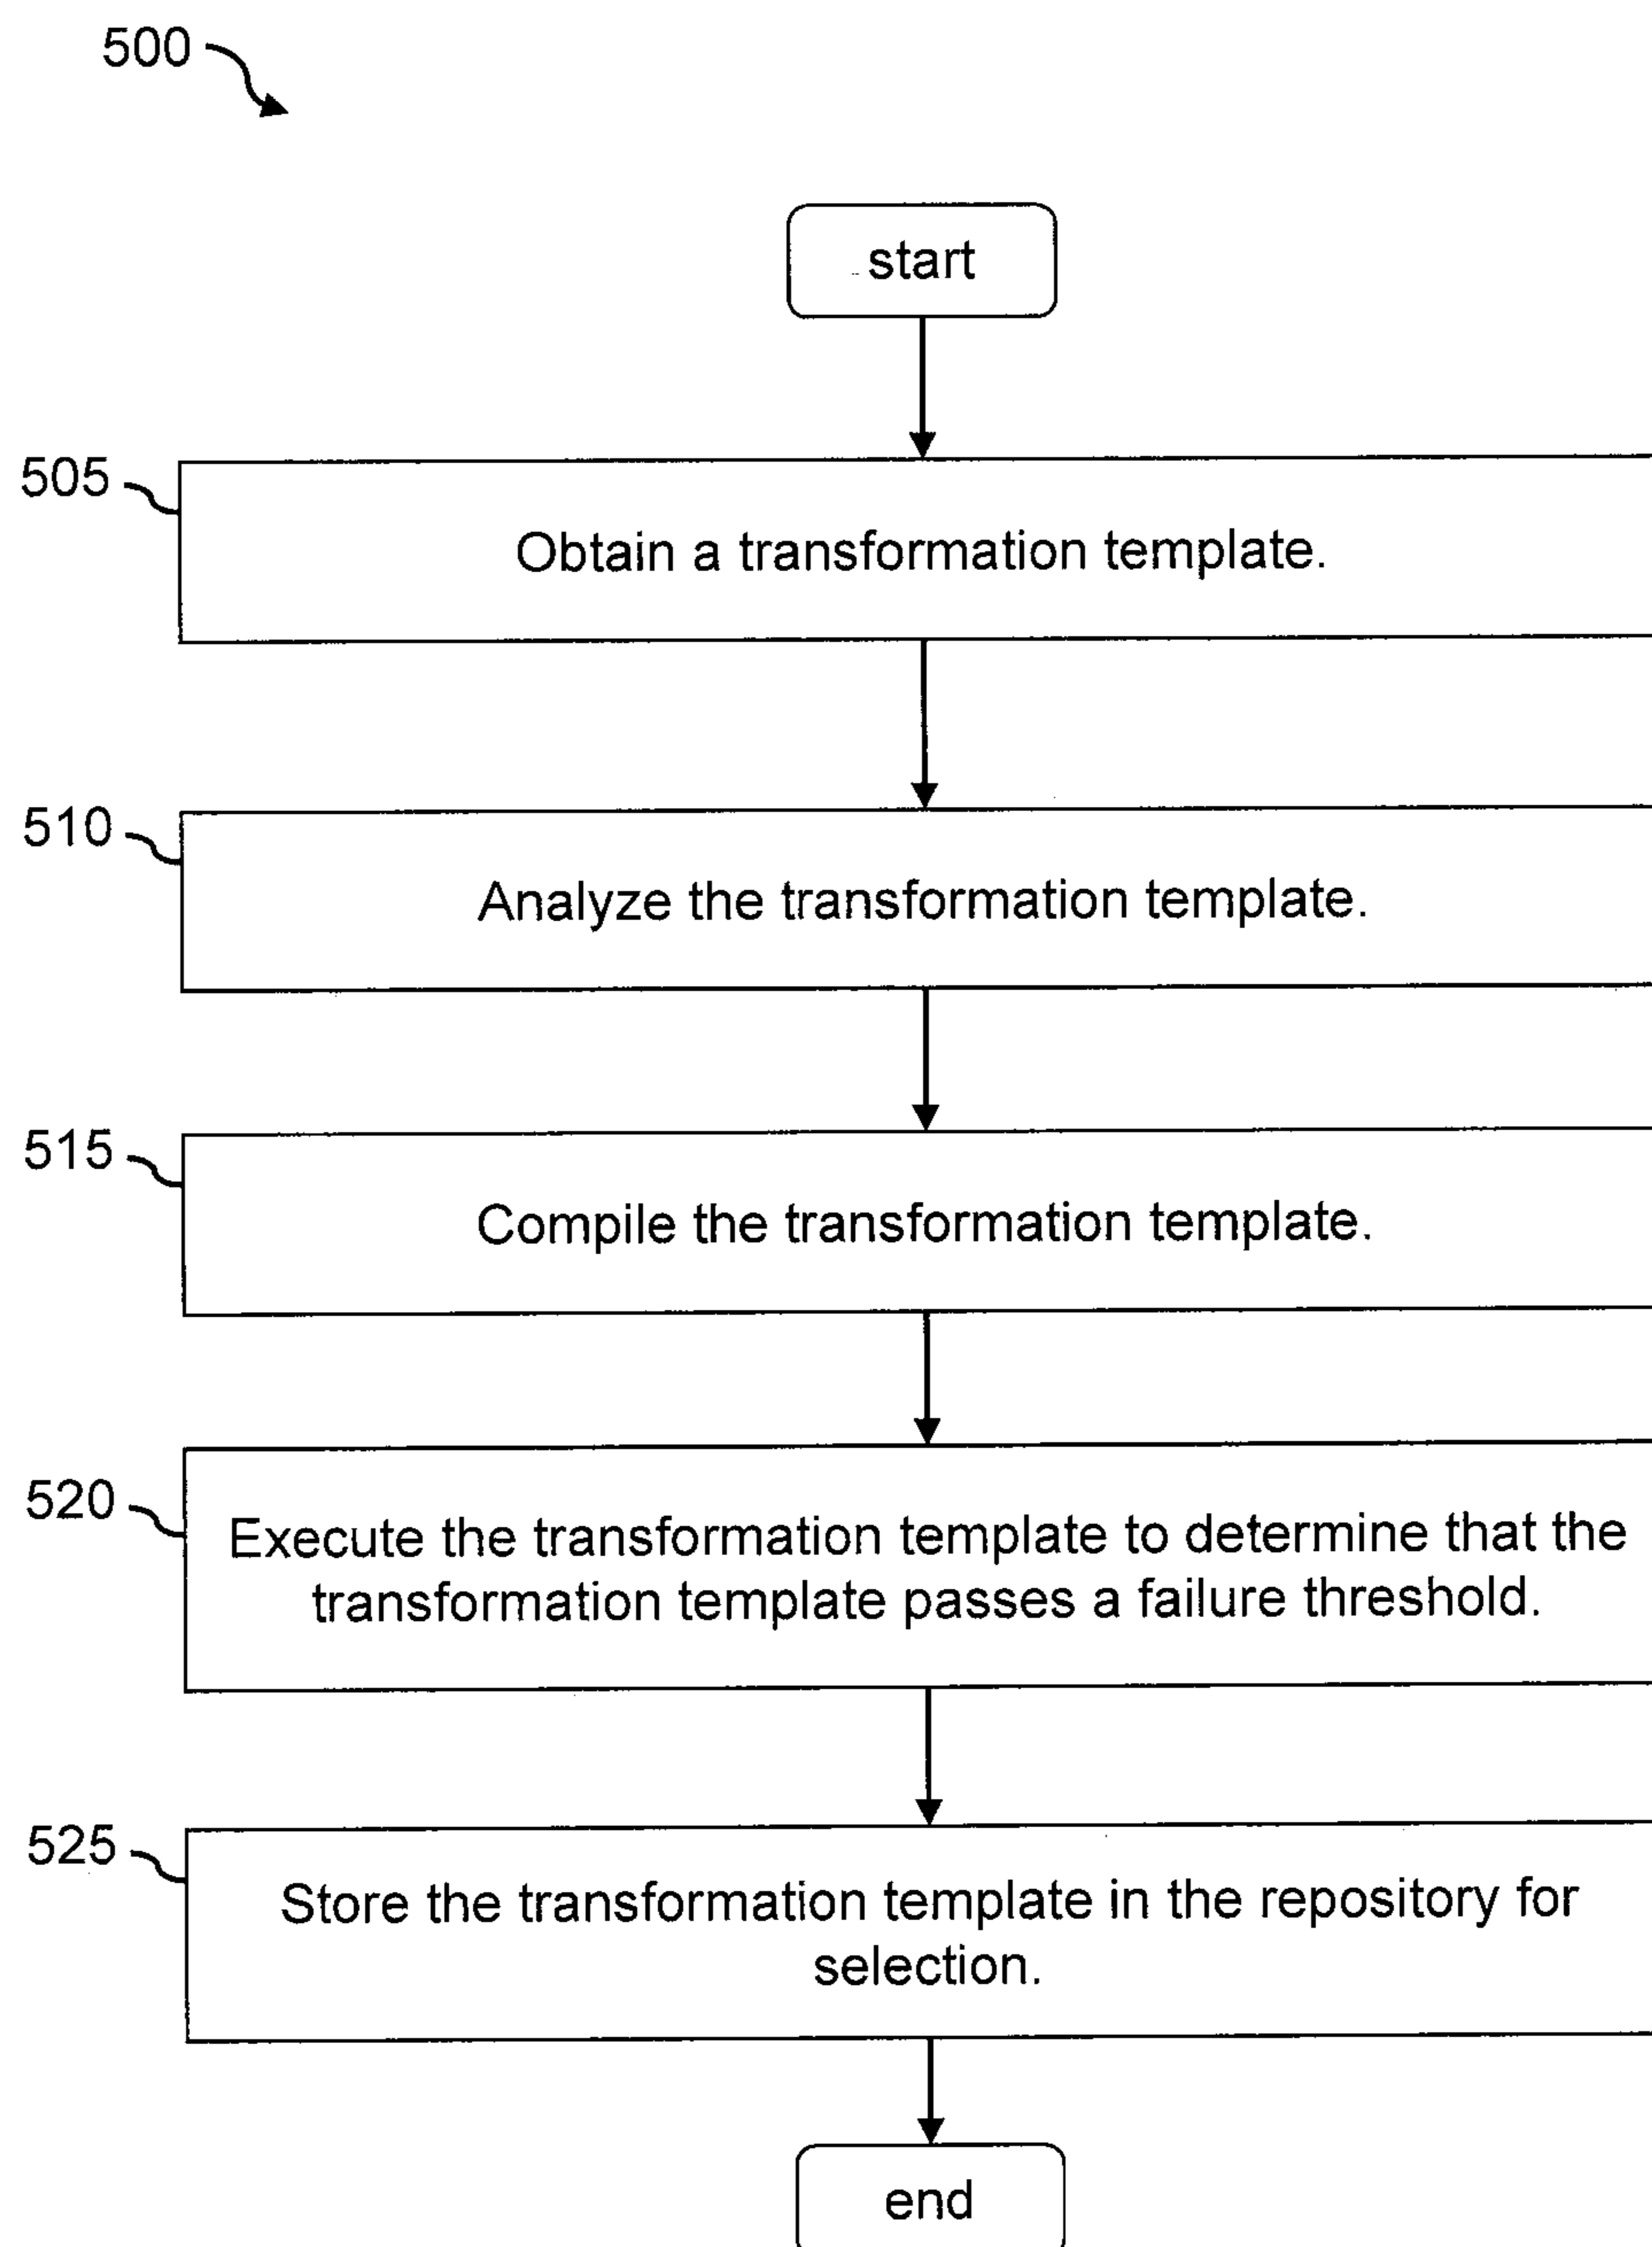 500
start
505
Obtain a transformation template.
510
Analyze the transformation template.
515
Compile the transformation template.
520
Execute the transformation template to determine that the
transformation template passes a failure threshold.
525
Store the transformation template in the repository for
selection.
end